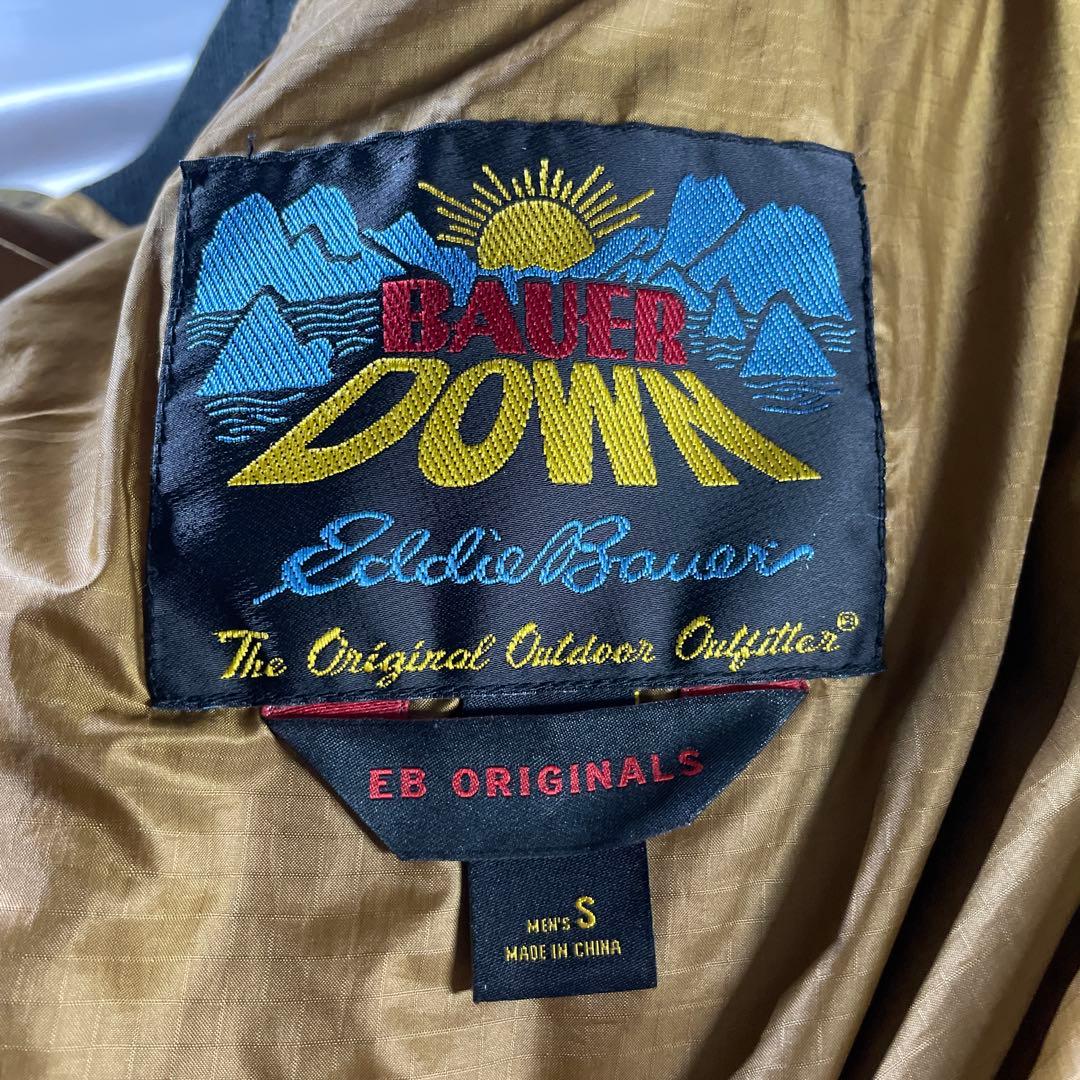 BAUER
DOWN
Eddie Bauer
The Original Outdoor Outfitter®
EB ORIGINALS
MEN'S S
MADE IN CHINA